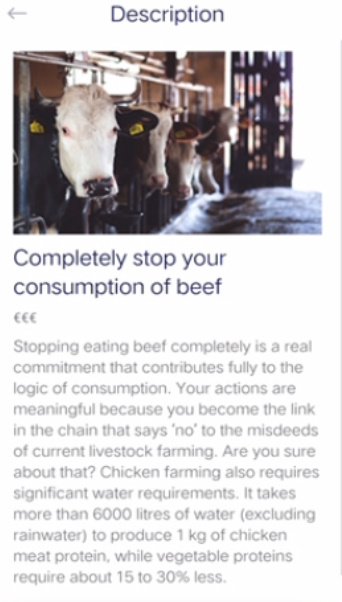 ←
Description
Completely stop your
consumption of beef
€€€
Stopping eating beef completely is a real
commitment that contributes fully to the
logic of consumption. Your actions are
meaningful because you become the link
in the chain that says 'no' to the misdeeds
of current livestock farming. Are you sure
about that? Chicken farming also requires
significant water requirements. It takes
more than 6000 litres of water (excluding
rainwater) to produce 1 kg of chicken
meat protein, while vegetable proteins
require about 15 to 30% less.